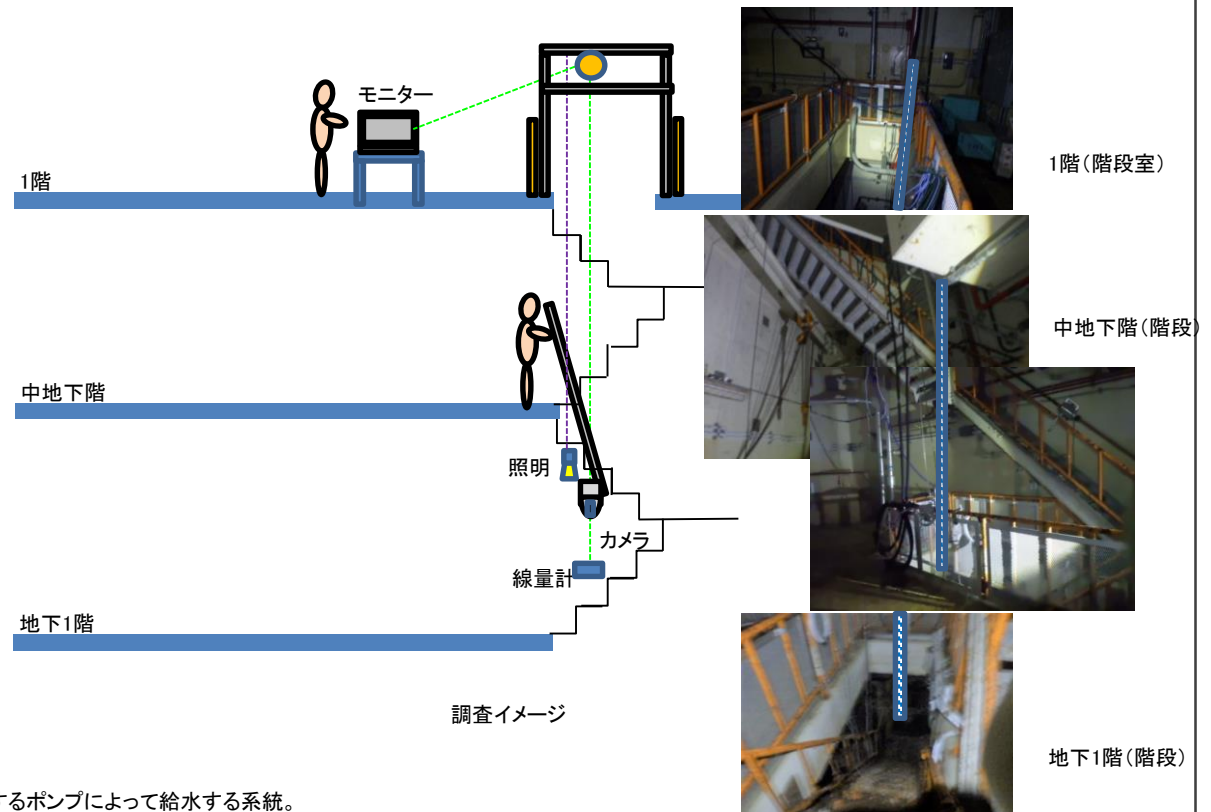 モニター
1階
1階（階段室）
中地下階（階段）
中地下階
照明
カメラ
線量計
地下1階
調査イメージ
地下1階（階段）
するポンプによって給水する系統。